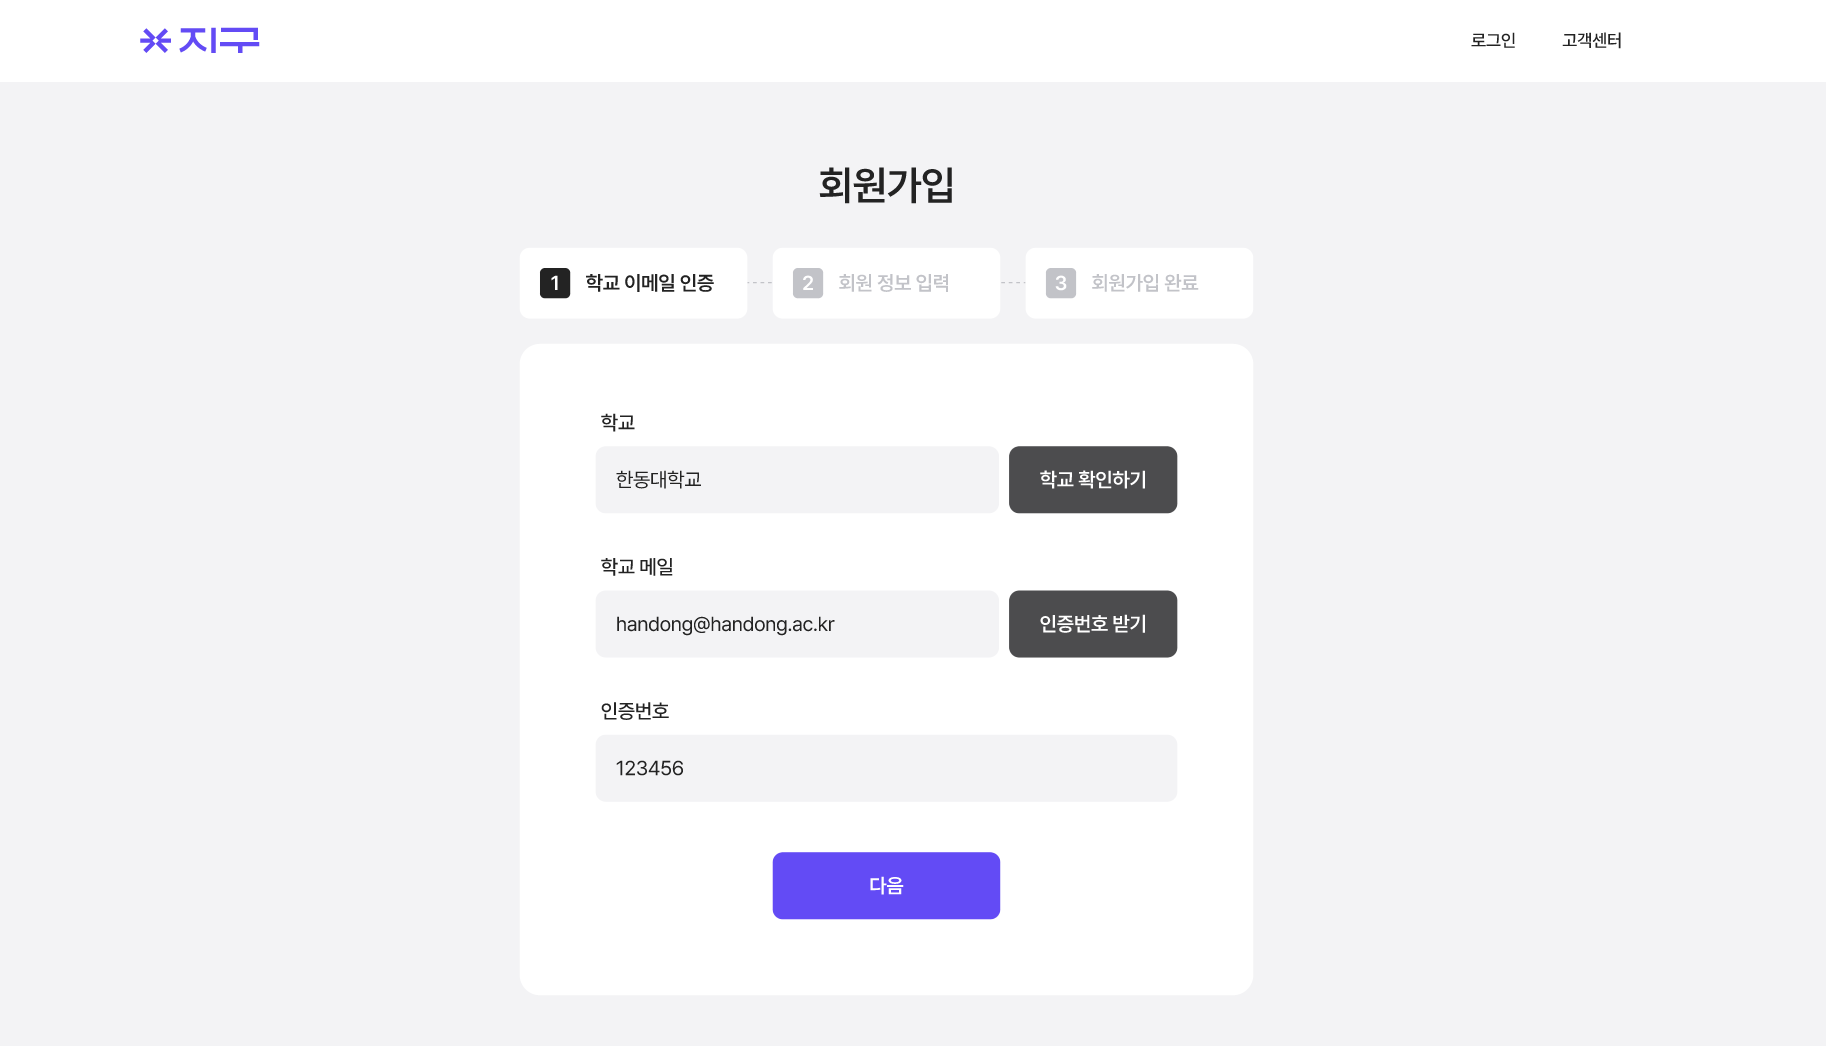 지구
로그인
고객센터
회원가입
1 학교 이메일 인증
2 회원 정보 입력
3 회원가입 완료
학교
한동대학교
학교 확인하기
학교 메일
handong@handong.ac.kr
인증번호 받기
인증번호
123456
다음